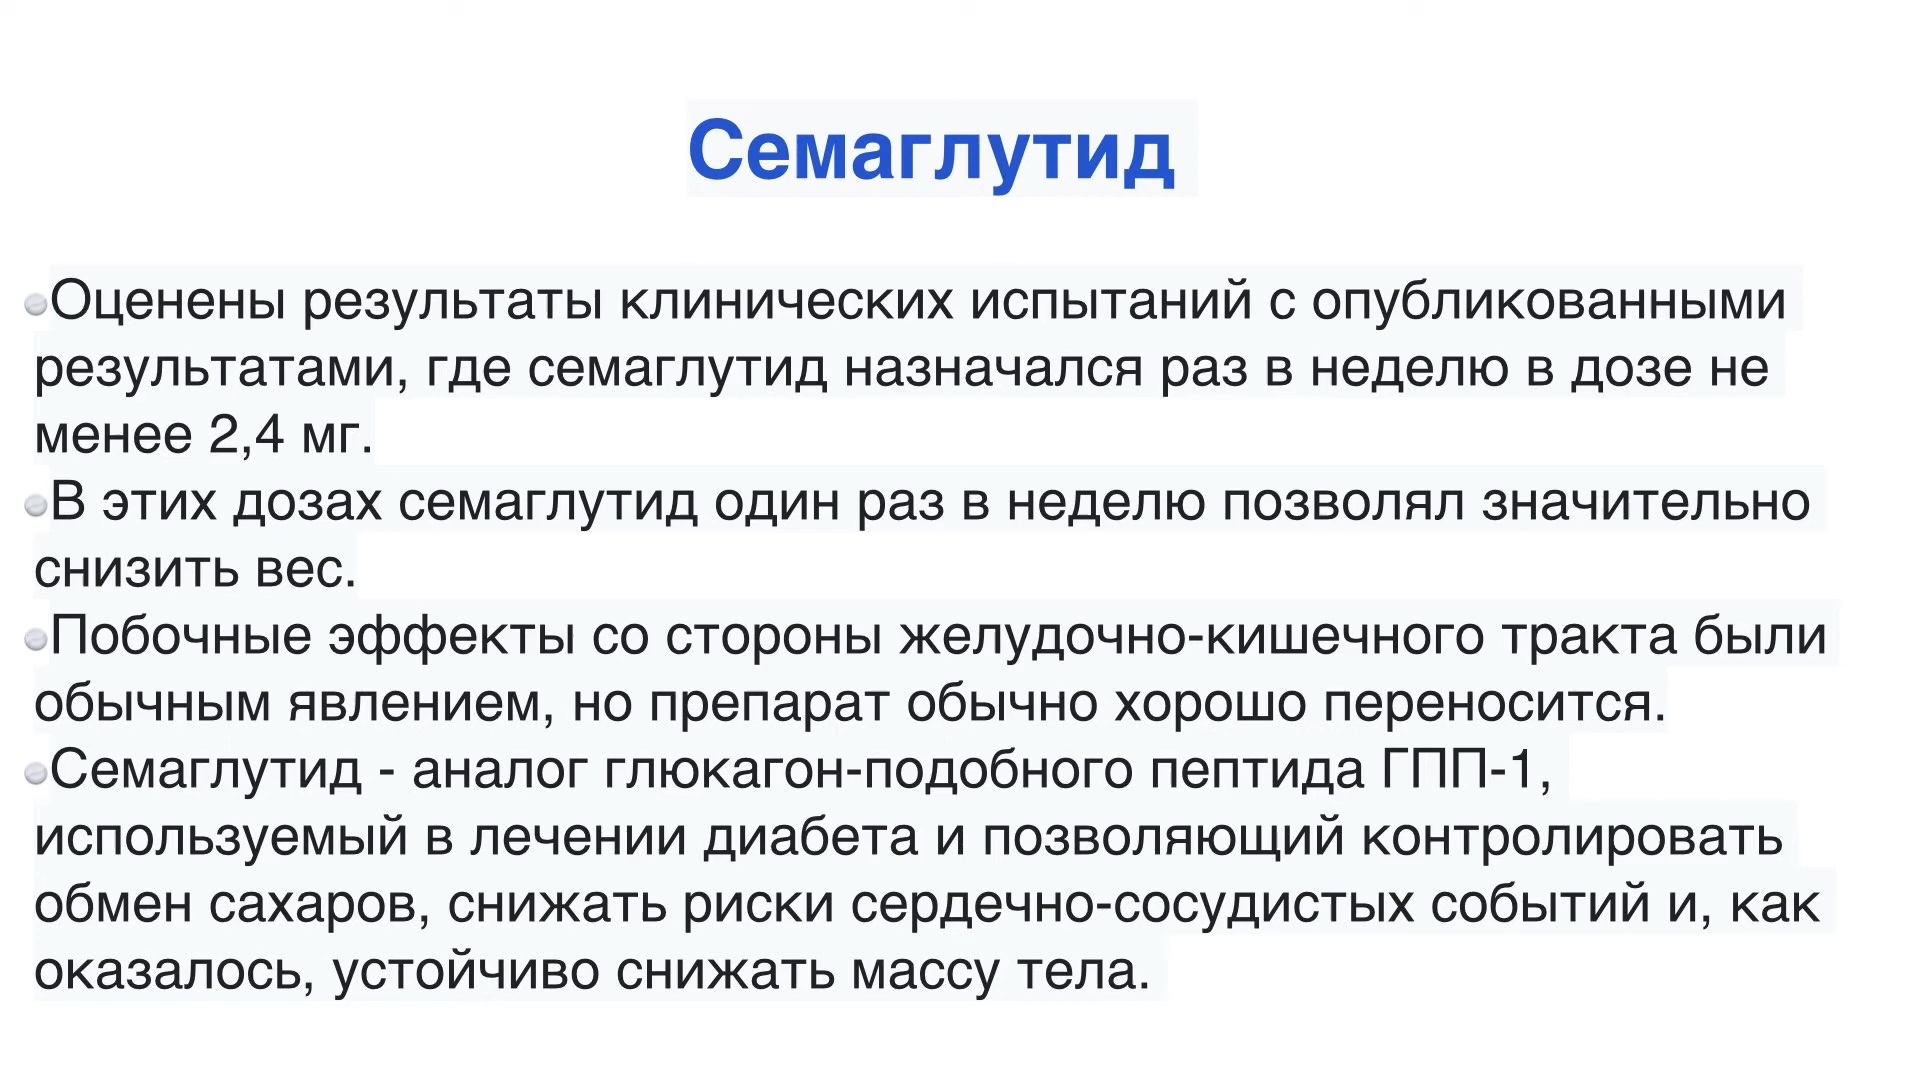 Семаглутид
Оценены результаты клинических испытаний с опубликованными
результатами, где семаглутид назначался раз в неделю в дозе не
менее 2,4 мг.
В этих дозах семаглутид один раз в неделю позволял значительно
снизить вес.
Побочные эффекты со стороны желудочно-кишечного тракта были
обычным явлением, но препарат обычно хорошо переносится.
Семаглутид - аналог глюкагон-подобного пептида ГПП-1,
используемый в лечении диабета и позволяющий контролировать
обмен сахаров, снижать риски сердечно-сосудистых событий и, как
оказалось, устойчиво снижать массу тела.